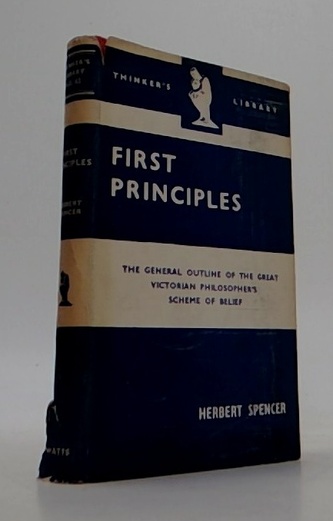 THINKER'S LIBRARY
FIRST
PRINCIPLES
THE GENERAL OUTLINE OF THE GREAT
VICTORIAN PHILOSOPHER'S
SCHEME OF BELIEF
HERBERT SPENCER
FIRST
PRINCIPLES
HERBERT
SPENCER
WATTS